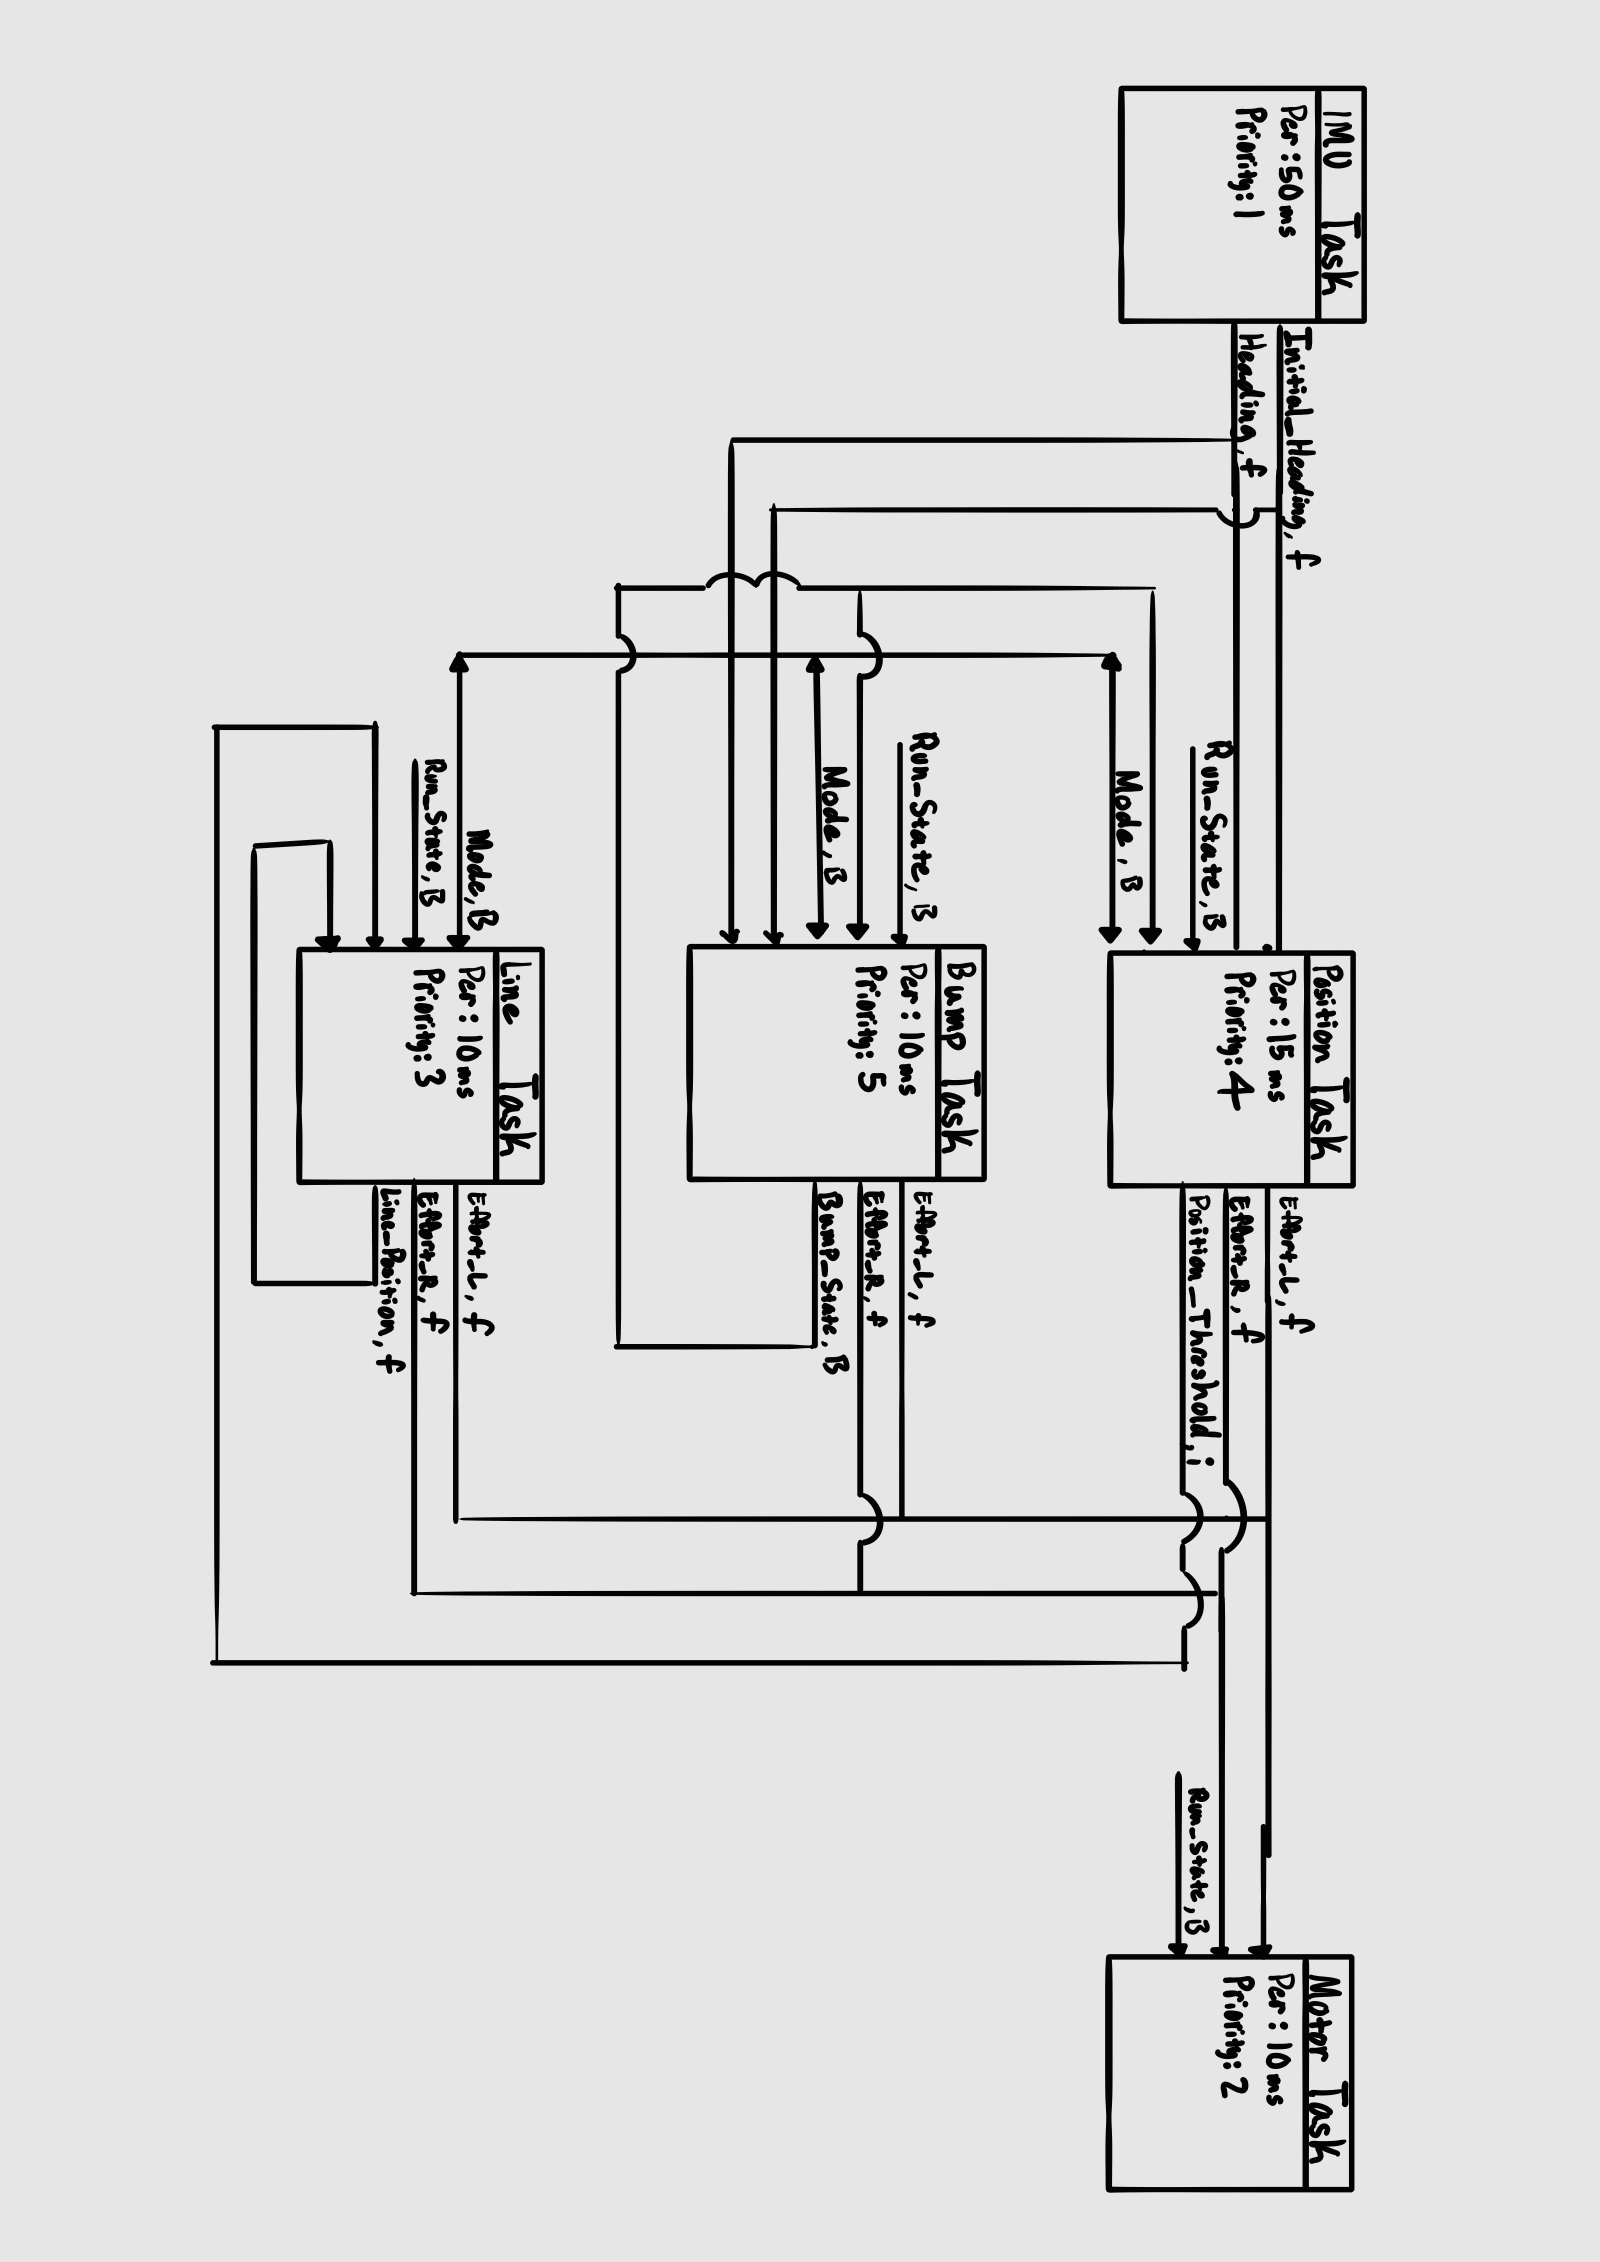 IMU Task
Per: 50 ms
Priority: 1
Initial_Heading, f
Heading, f
Position Task
Per: 15 ms
Priority: 4
Run_State, B
Mode, B
Effort_L, f
Effort_R, f
Position_Threshold, i
Motor Task
Per: 10 ms
Priority: 2
Run_State, B
Bump Task
Per: 10 ms
Priority: 5
Run_State, B
Mode, B
Effort_L, f
Effort_R, f
Bump_State, B
Line Task
Per: 10 ms
Priority: 3
Mode, B
Run_State, B
Effort_L, f
Effort_R, f
Line_Position, f